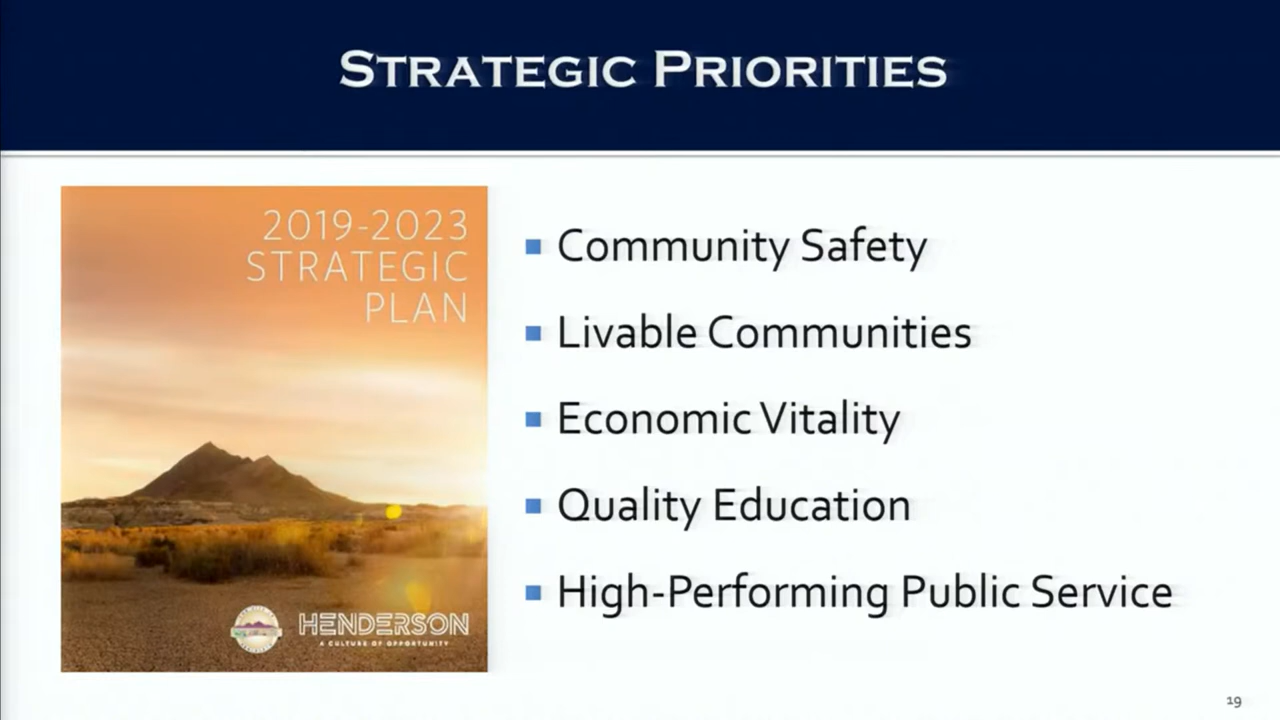 STRATEGIC PRIORITIES
2019-2023
STRATEGIC
PLAN
HENDERSON
A CULTURE OF OPPORTUNITY
Community Safety
Livable Communities
Economic Vitality
Quality Education
High-Performing Public Service
19